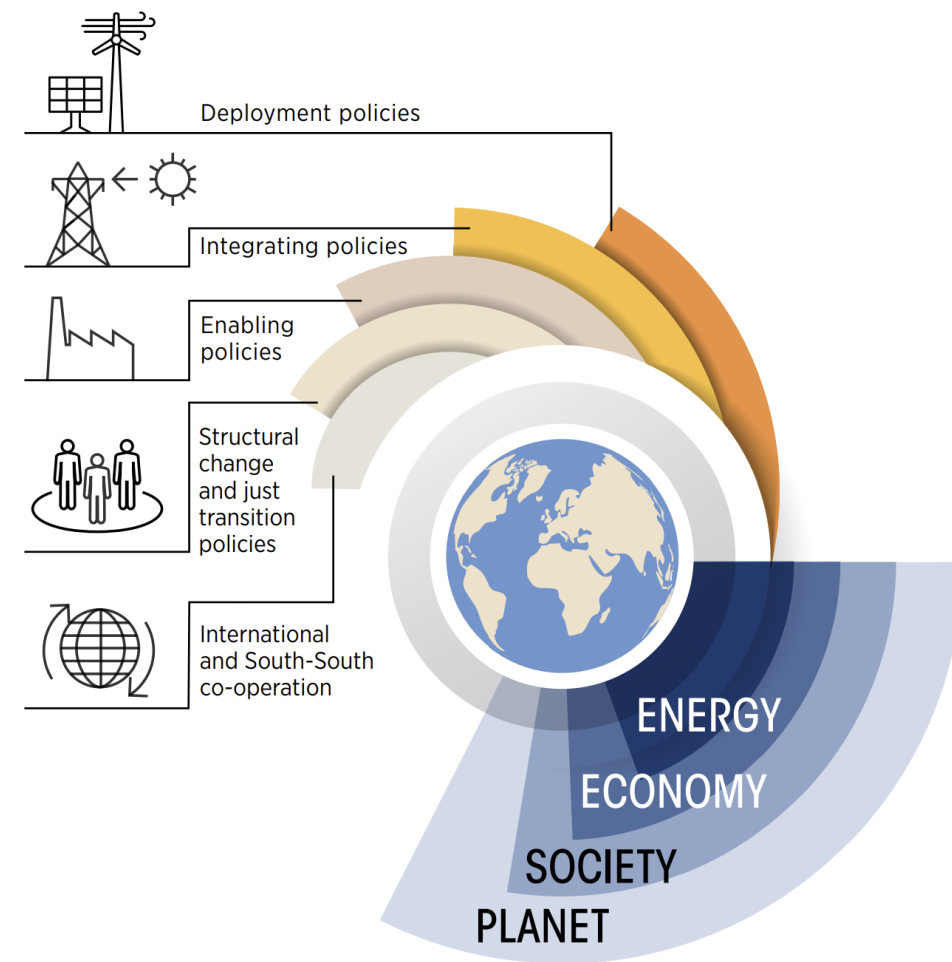 Deployment policies
Integrating policies
Enabling
policies
Structural
change
and just
transition
policies
International
and South-South
co-operation
ENERGY
ECONOMY
SOCIETY
PLANET